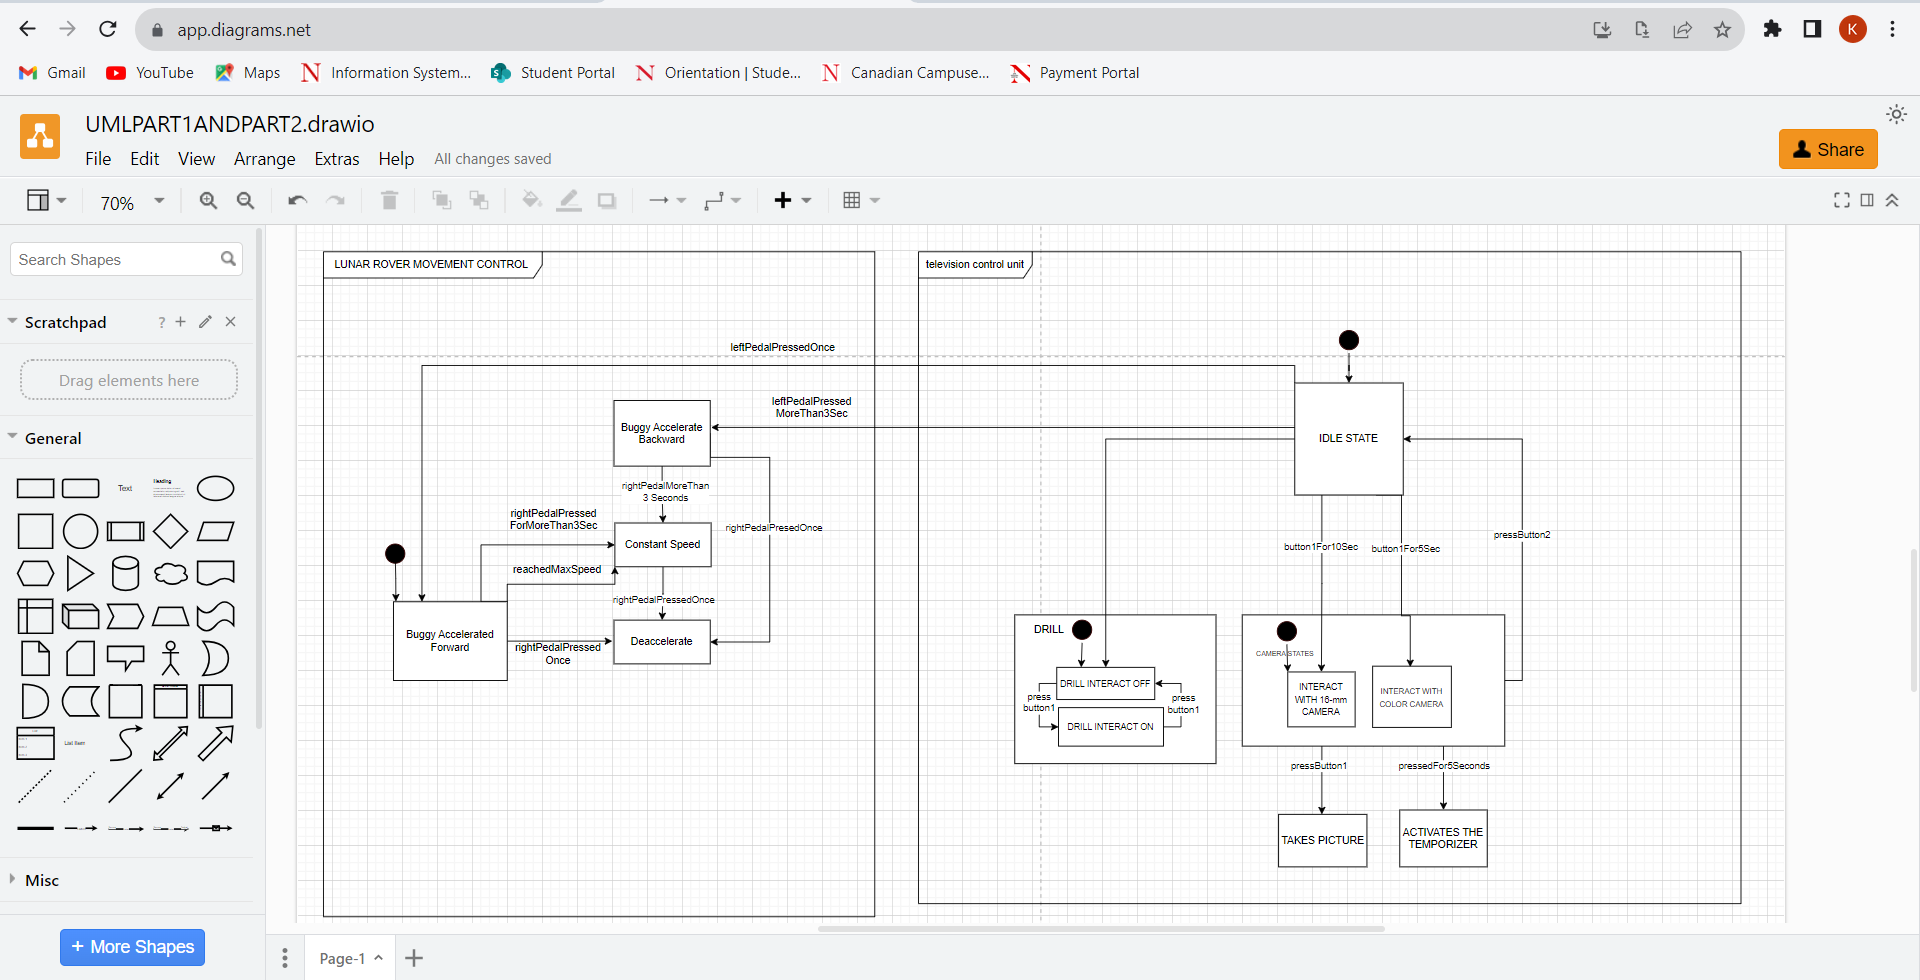 app.diagrams.net
K
Gmail
YouTube
Maps
Information System...
Student Portal
Orientation | Stude...
Canadian Campuse...
Payment Portal
UMLPART1ANDPART2.drawio
File Edit View Arrange Extras Help All changes saved
Share
70%
Search Shapes
Scratchpad
?
Drag elements here
General
Text
Heading
List Item
Misc
+ More Shapes
LUNAR ROVER MOVEMENT CONTROL
leftPedalPressedOnce
leftPedalPressed
MoreThan3Sec
Buggy Accelerate
Backward
rightPedalMoreThan
3 Seconds
rightPedalPressed
ForMoreThan3Sec
rightPedalPresedOnce
Constant Speed
reachedMaxSpeed
rightPedalPressedOnce
Buggy Accelerated
Forward
rightPedalPressed
Once
Deaccelerate
television control unit
IDLE STATE
button1For10Sec
button1For5Sec
pressButton2
DRILL
DRILL INTERACT OFF
press
button1
press
button1
DRILL INTERACT ON
CAMERA STATES
INTERACT
WITH 16-mm
CAMERA
INTERACT WITH
COLOR CAMERA
pressButton1
pressedFor5Seconds
TAKES PICTURE
ACTIVATES THE
TEMPORIZER
Page-1